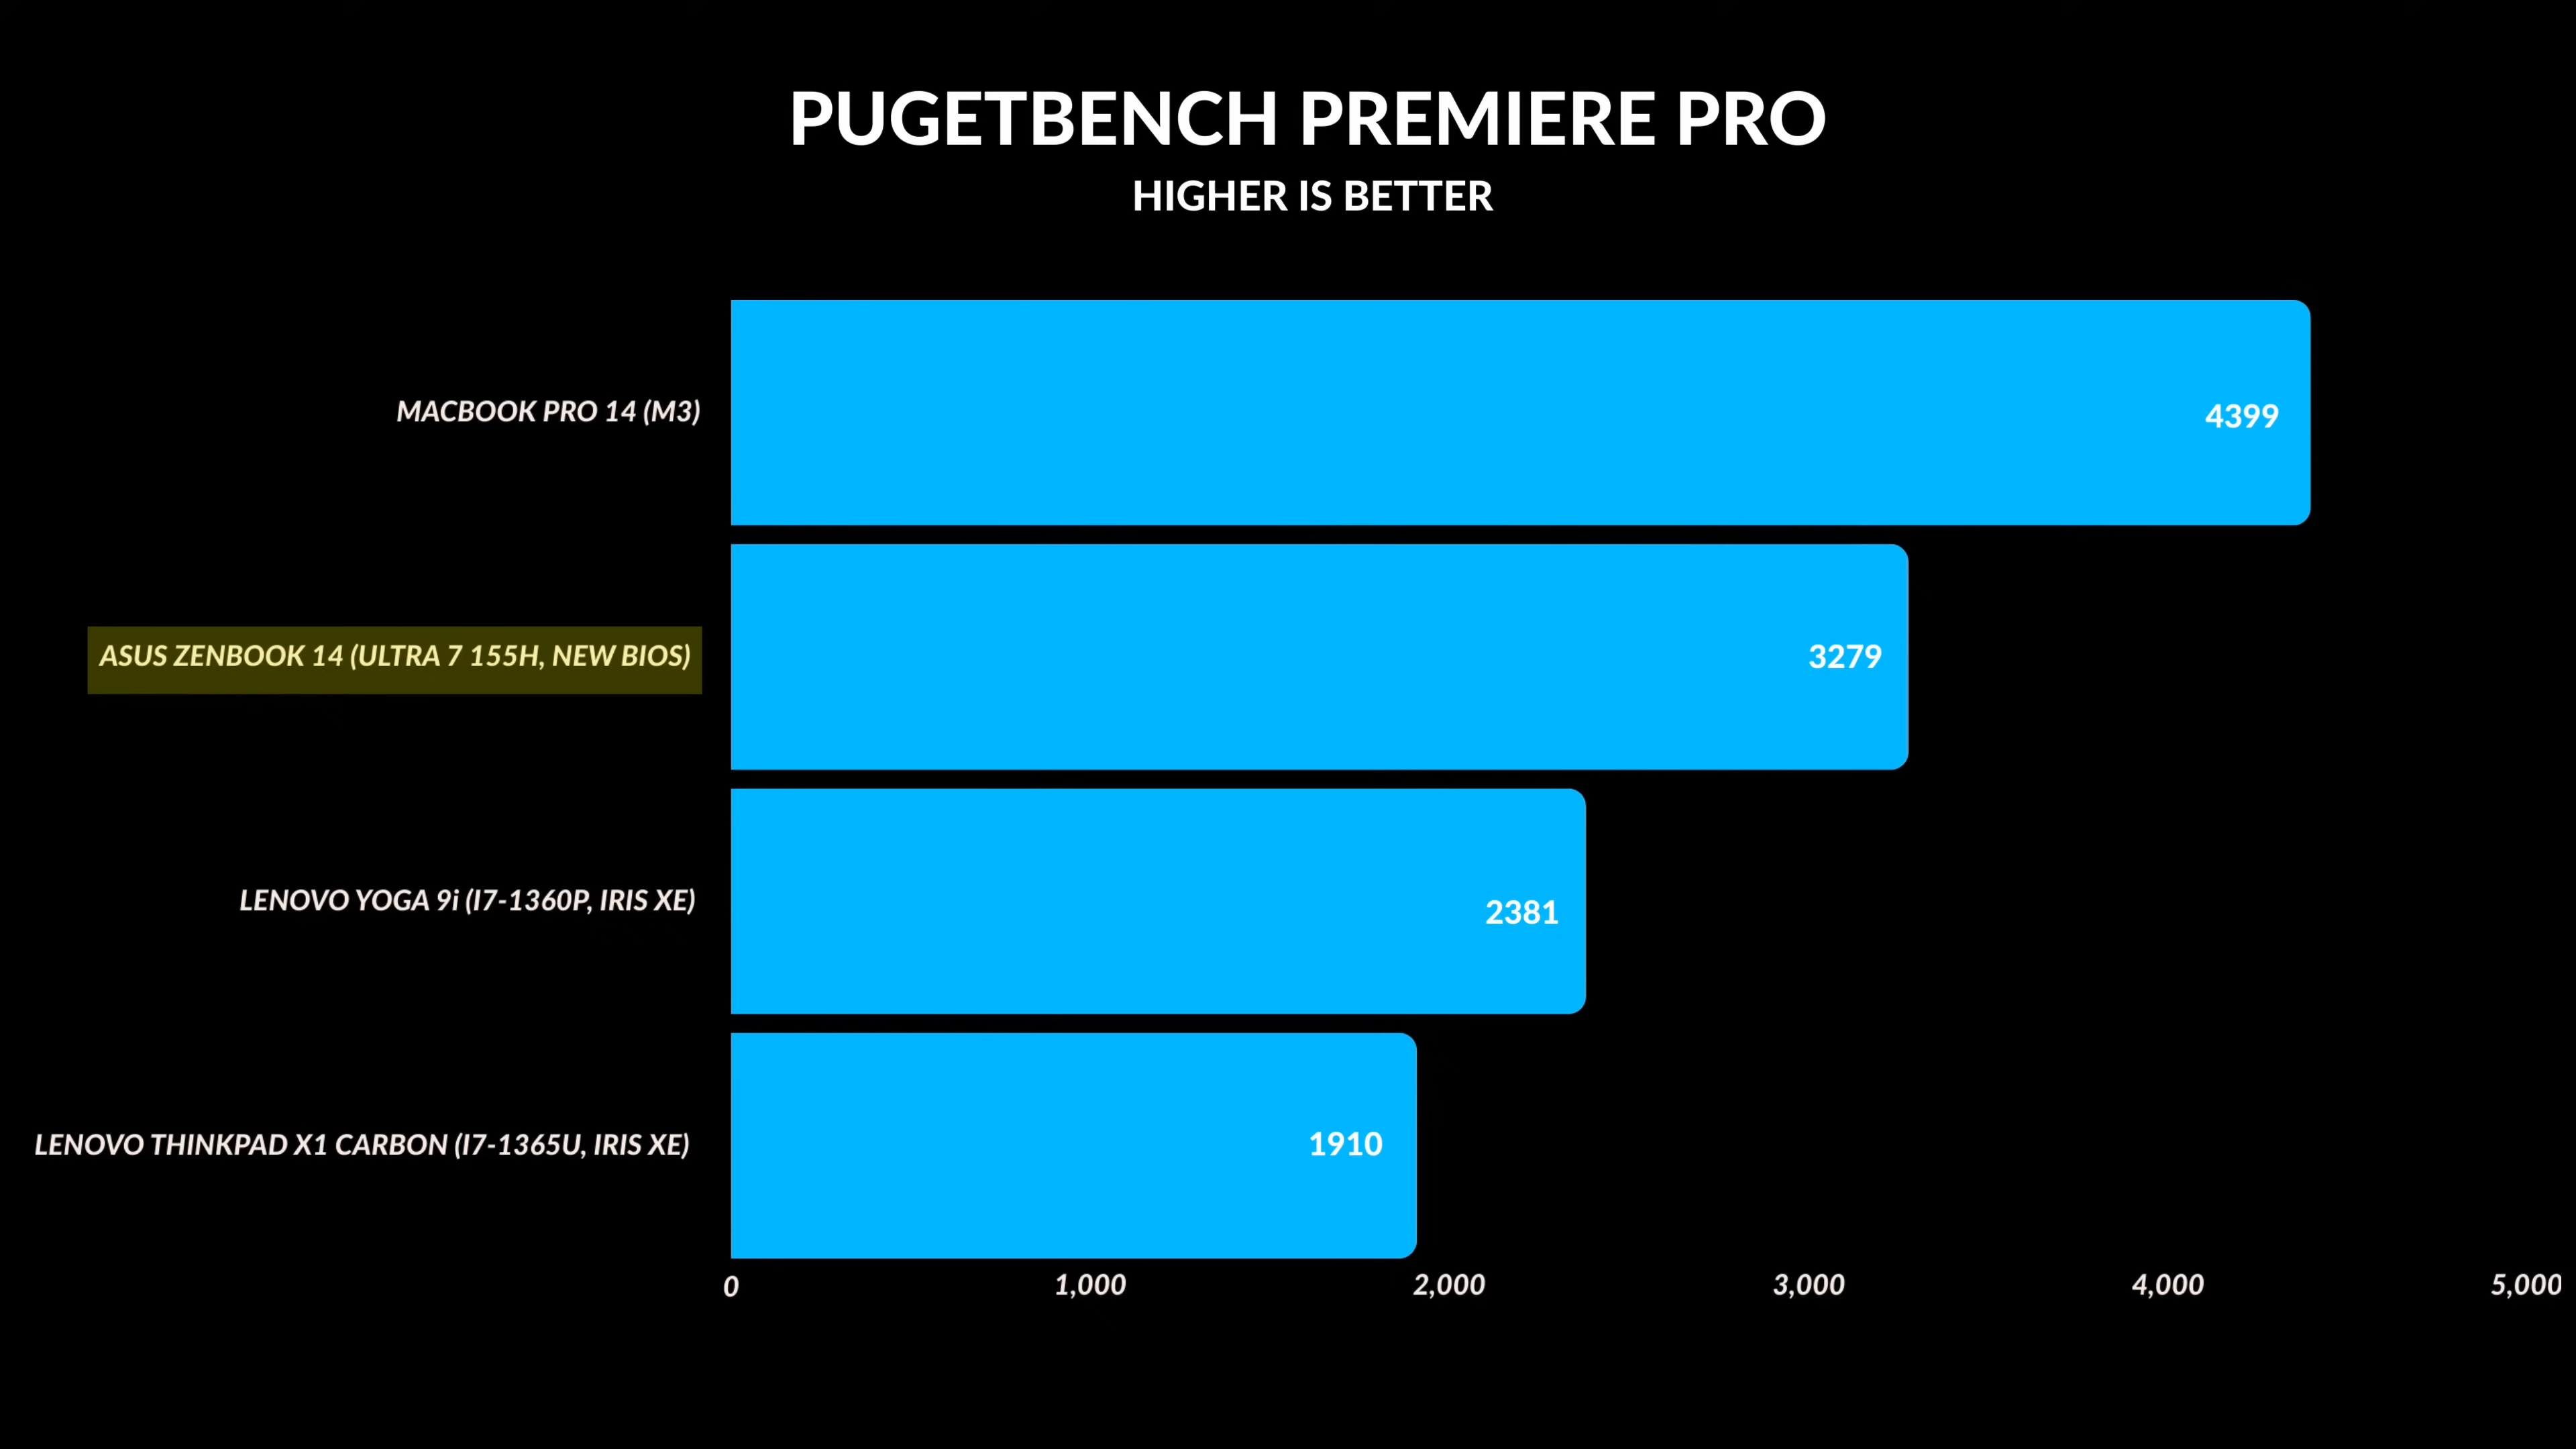 PUGETBENCH PREMIERE PRO
HIGHER IS BETTER
MACBOOK PRO 14 (M3)
4399
ASUS ZENBOOK 14 (ULTRA 7 155H, NEW BIOS)
3279
LENOVO YOGA 9i (I7-1360P, IRIS XE)
2381
LENOVO THINKPAD X1 CARBON (I7-1365U, IRIS XE)
1910
0 1,000 2,000 3,000 4,000 5,000